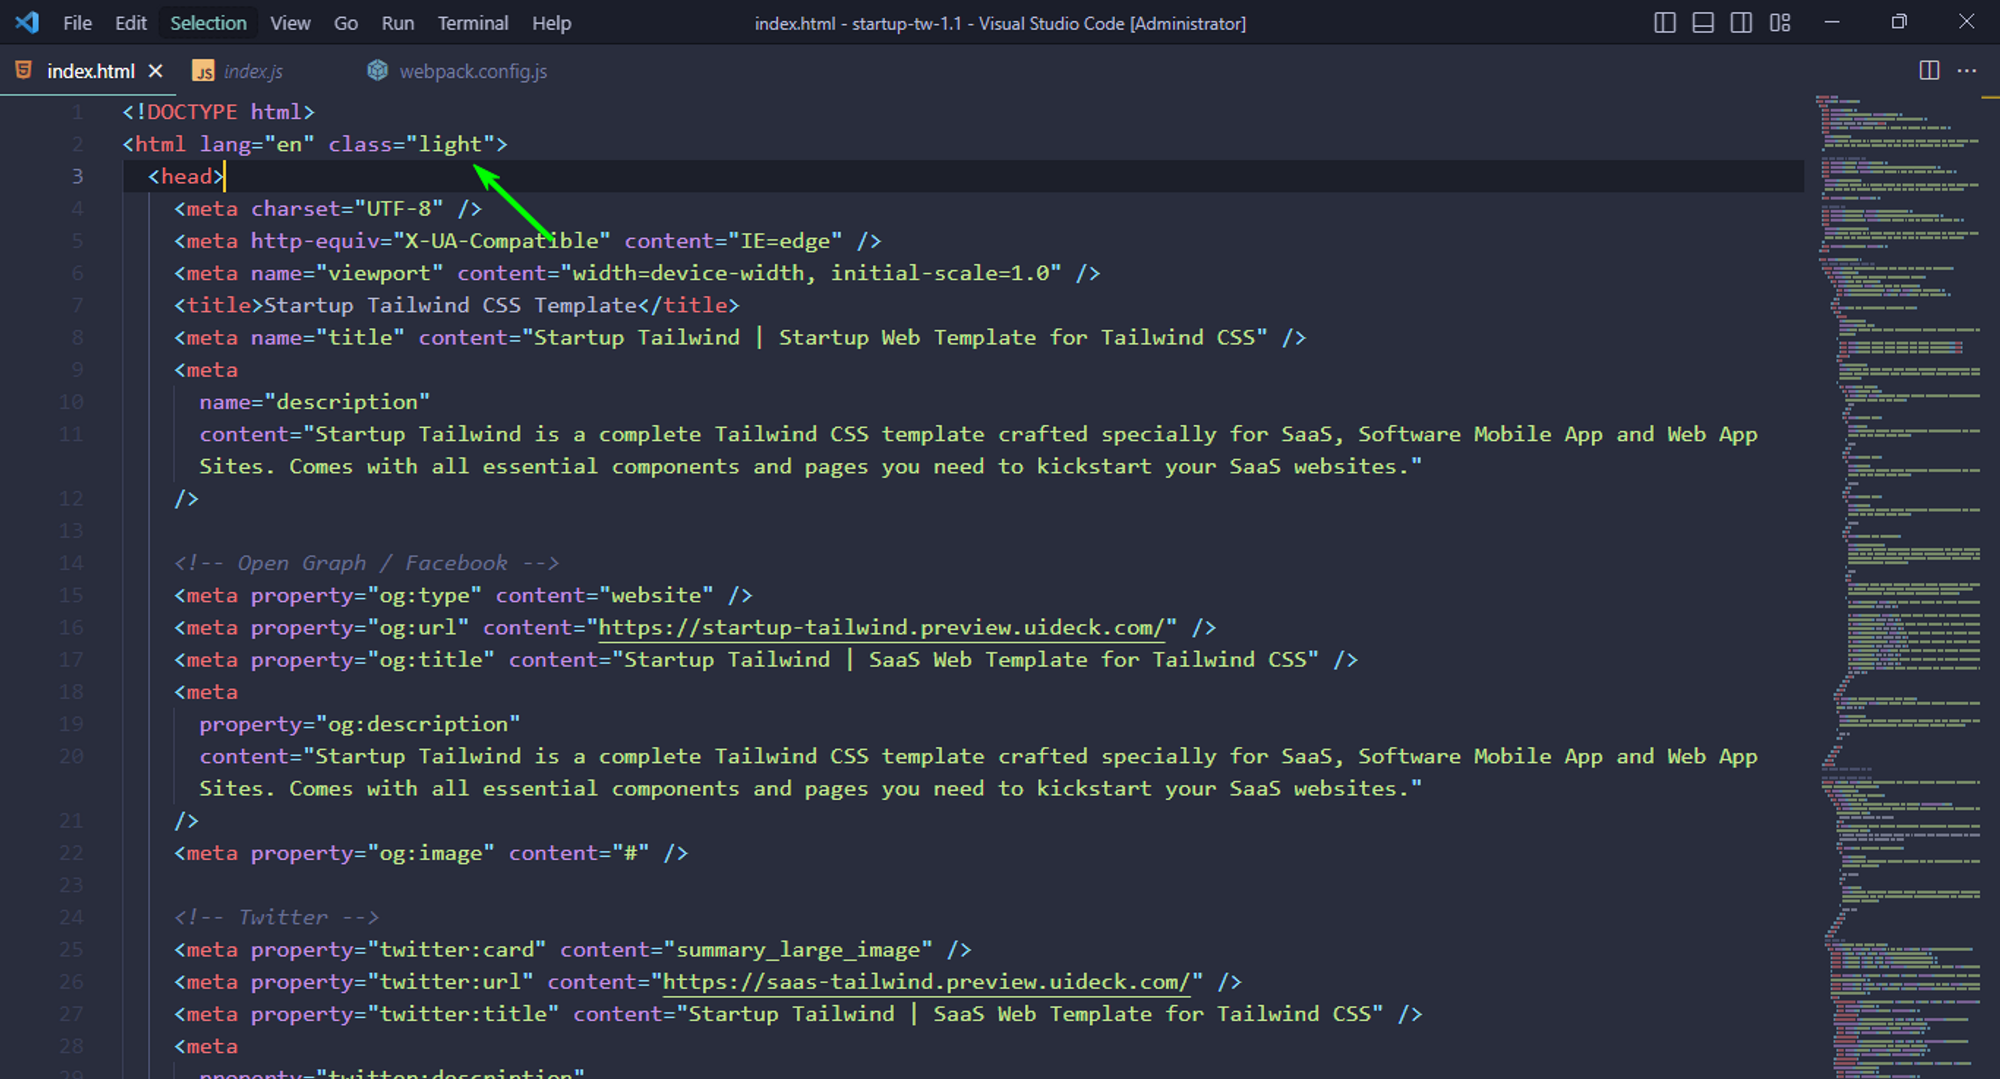 File Edit Selection View Go Run Terminal Help index.html - startup-tw-1.1 - Visual Studio Code [Administrator]
index.html JS index.js webpack.config.js
1 <!DOCTYPE html>
2 <html lang="en" class="light">
3 <head>
4 <meta charset="UTF-8" />
5 <meta http-equiv="X-UA-Compatible" content="IE=edge" />
6 <meta name="viewport" content="width=device-width, initial-scale=1.0" />
7 <title>Startup Tailwind CSS Template</title>
8 <meta name="title" content="Startup Tailwind | Startup Web Template for Tailwind CSS" />
9 <meta
10 name="description"
11 content="Startup Tailwind is a complete Tailwind CSS template crafted specially for SaaS, Software Mobile App and Web App
Sites. Comes with all essential components and pages you need to kickstart your SaaS websites."
12 />
13
14 <!-- Open Graph / Facebook -->
15 <meta property="og:type" content="website" />
16 <meta property="og:url" content="https://startup-tailwind.preview.uideck.com/" />
17 <meta property="og:title" content="Startup Tailwind | SaaS Web Template for Tailwind CSS" />
18 <meta
19 property="og:description"
20 content="Startup Tailwind is a complete Tailwind CSS template crafted specially for SaaS, Software Mobile App and Web App
Sites. Comes with all essential components and pages you need to kickstart your SaaS websites."
21 />
22 <meta property="og:image" content="#" />
23
24 <!-- Twitter -->
25 <meta property="twitter:card" content="summary_large_image" />
26 <meta property="twitter:url" content="https://saas-tailwind.preview.uideck.com/" />
27 <meta property="twitter:title" content="Startup Tailwind | SaaS Web Template for Tailwind CSS" />
28 <meta
29 property="twitter:description"